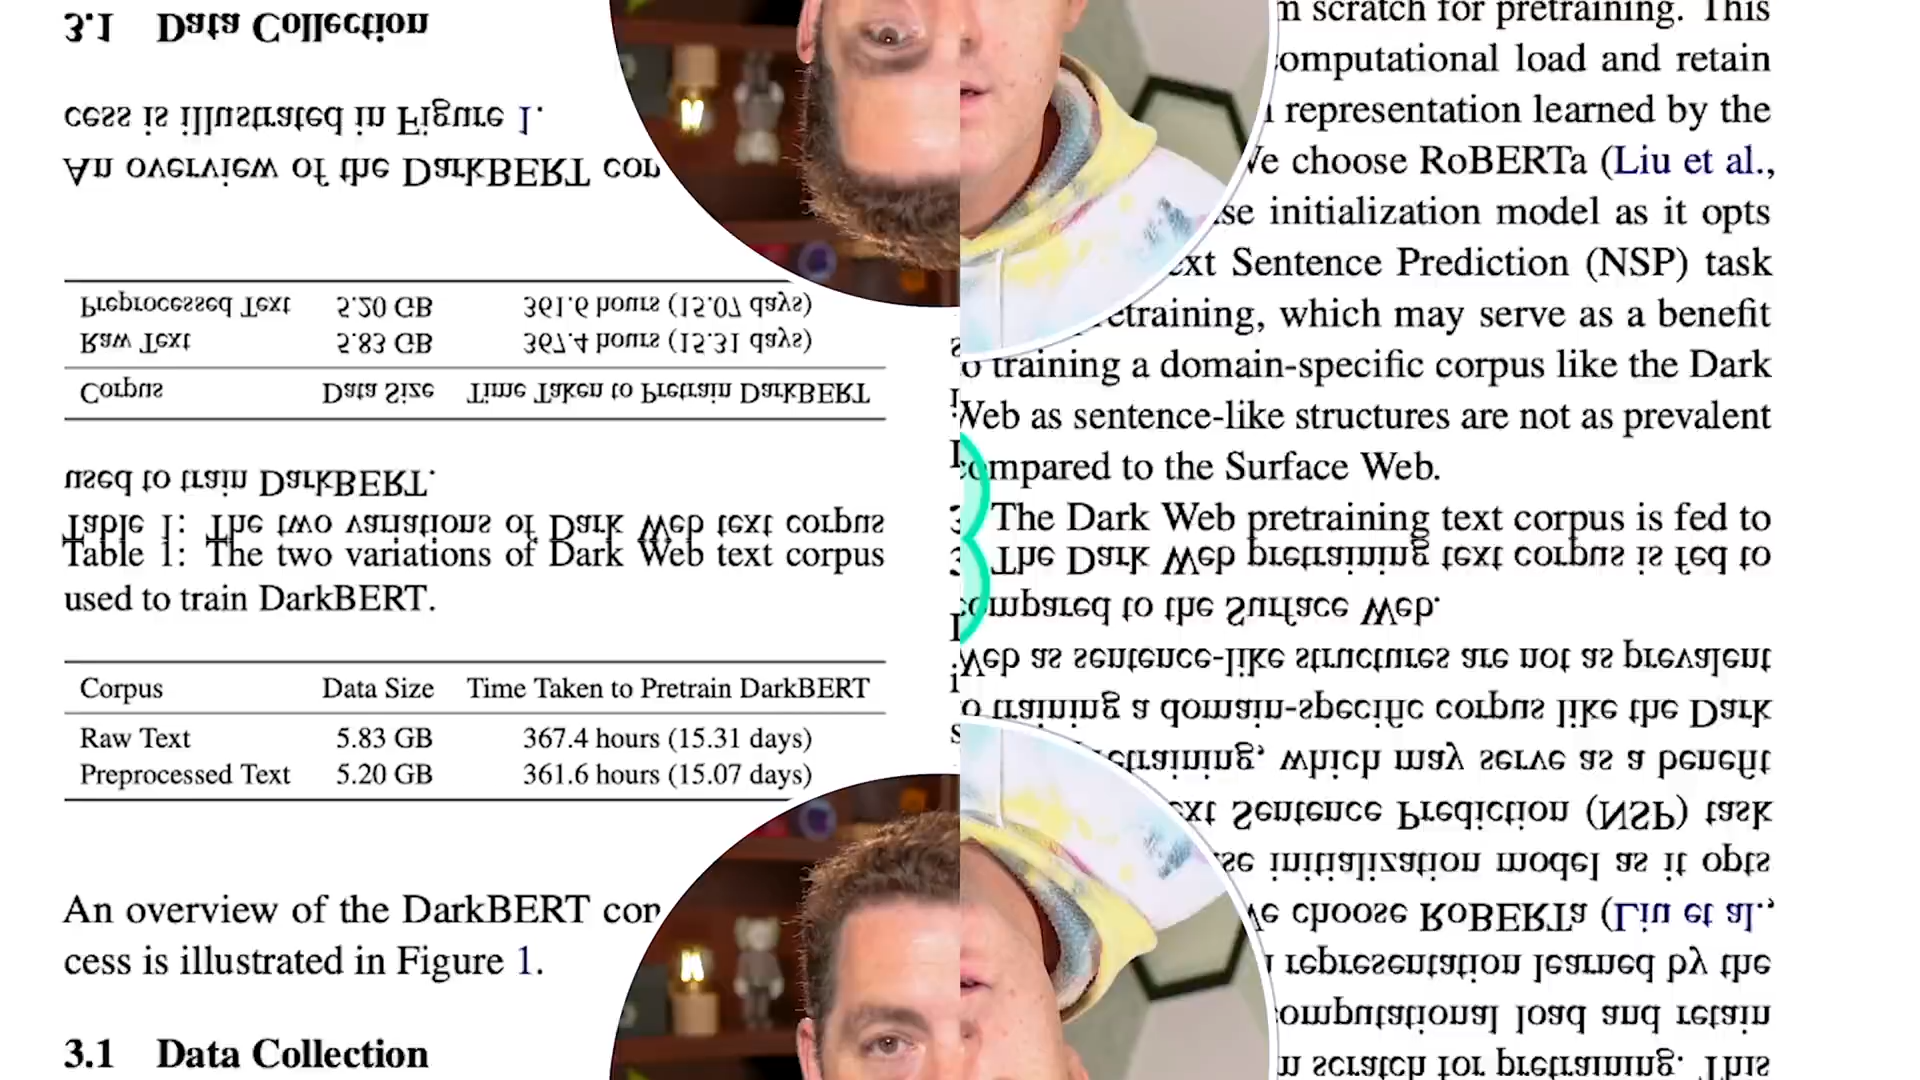 3.1 Data Collection
cess is illustrated in Figure 1.
An overview of the DarkBERT
Preprocessed Text 5.20 GB 361.6 hours (15.07 days)
Raw Text 5.83 GB 367.4 hours (15.31 days)
Corpus Data Size Time Taken to Pretrain DarkBERT
used to train DarkBERT.
Table 1: The two variations of Dark Web text corpus
Table 1: The two variations of Dark Web text corpus
used to train DarkBERT.
Corpus Data Size Time Taken to Pretrain DarkBERT
Raw Text 5.83 GB 367.4 hours (15.31 days)
Preprocessed Text 5.20 GB 361.6 hours (15.07 days)
An overview of the DarkBERT
cess is illustrated in Figure 1.
3.1 Data Collection
scratch for pretraining. This
computational load and retain
representation learned by the
We choose RoBERTa (Liu et al.,
initialization model as it opts
Sentence Prediction (NSP) task
pretraining, which may serve as a benefit
to training a domain-specific corpus like the Dark
Web as sentence-like structures are not as prevalent
compared to the Surface Web.
The Dark Web pretraining text corpus is fed to
The Dark Web pretraining text corpus is fed to
compared to the Surface Web.
Web as sentence-like structures are not as prevalent
to training a domain-specific corpus like the Dark
pretraining, which may serve as a benefit
Sentence Prediction (NSP) task
initialization model as it opts
We choose RoBERTa (Liu et al.,
representation learned by the
computational load and retain
scratch for pretraining. This